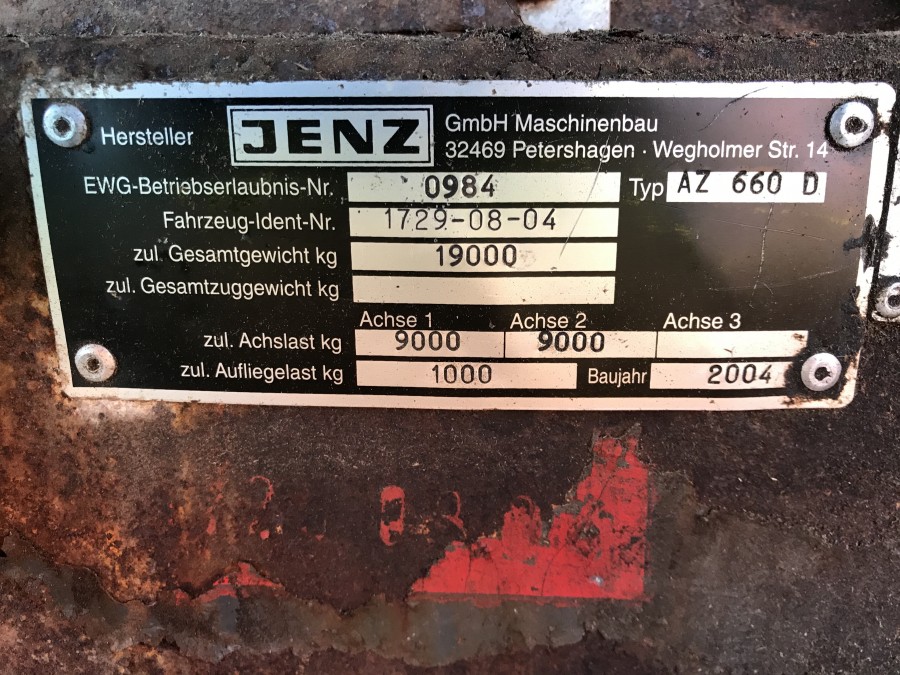 Hersteller JENZ GmbH Maschinenbau
32469 Petershagen · Wegholmer Str. 14
EWG-Betriebserlaubnis-Nr. 0984 Typ AZ 660 D
Fahrzeug-Ident-Nr. 1729-08-04
zul. Gesamtgewicht kg 19000
zul. Gesamtzuggewicht kg
Achse 1 Achse 2 Achse 3
zul. Achslast kg 9000 9000
zul. Aufliegelast kg 1000 Baujahr 2004